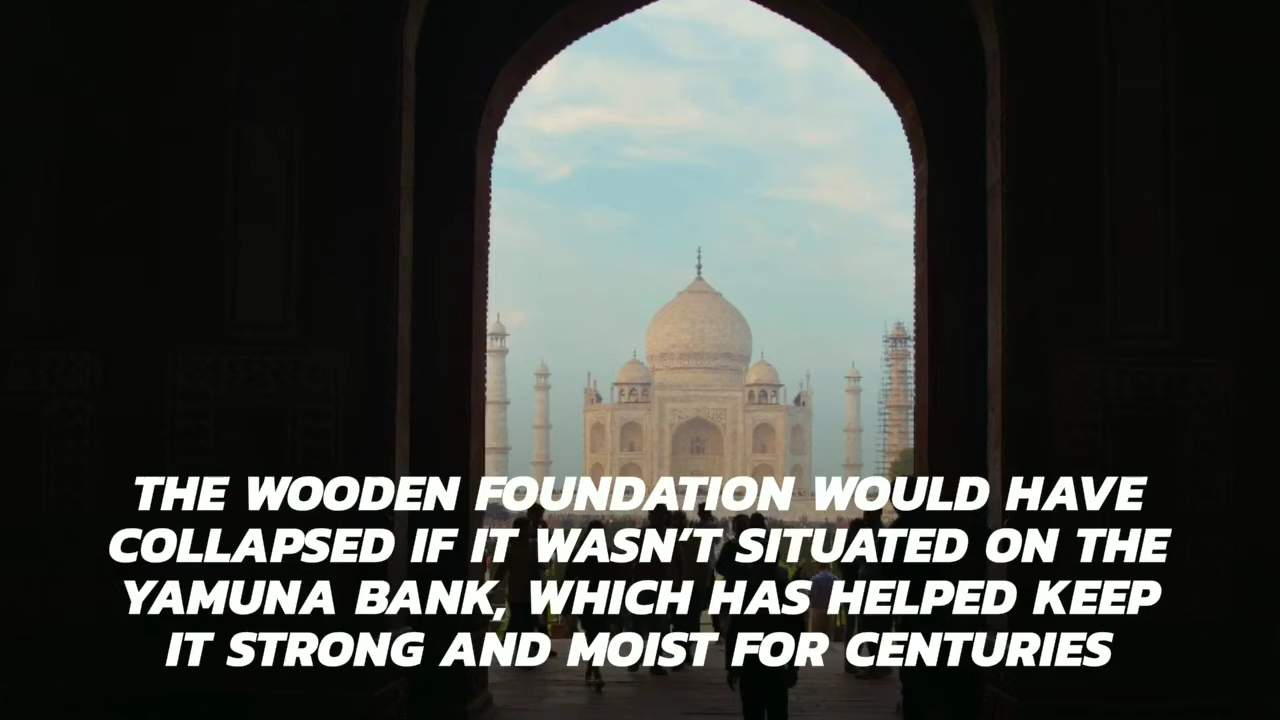 THE WOODEN FOUNDATION WOULD HAVE
COLLAPSED IF IT WASN'T SITUATED ON THE
YAMUNA BANK, WHICH HAS HELPED KEEP
IT STRONG AND MOIST FOR CENTURIES